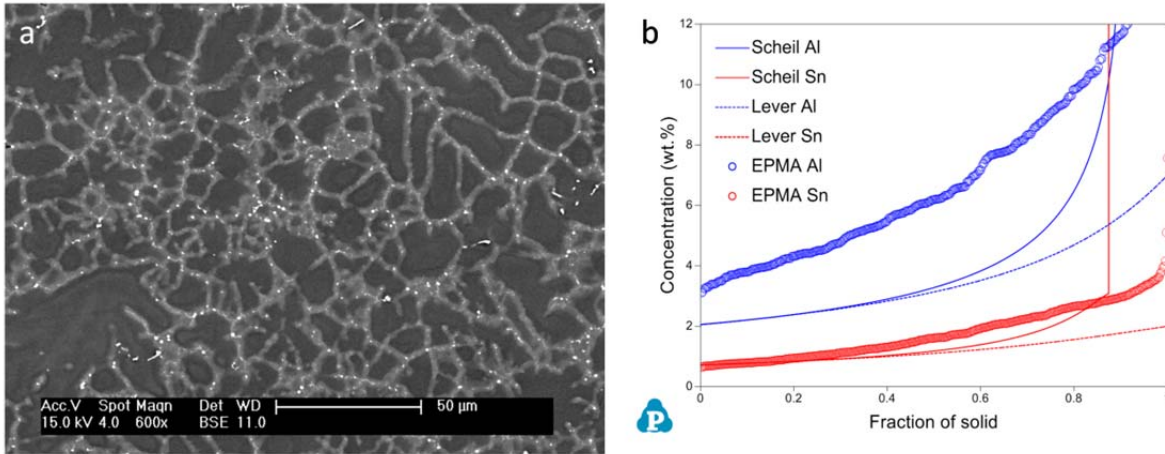 a
Acc.V Spot Magn Det WD 50 µm
15.0 kV 4.0 600x BSE 11.0
b
12
10
8
6
4
2
0
Concentration (wt.%)
Scheil Al
Scheil Sn
Lever Al
Lever Sn
EPMA Al
EPMA Sn
0 0.2 0.4 0.6 0.8
Fraction of solid
P